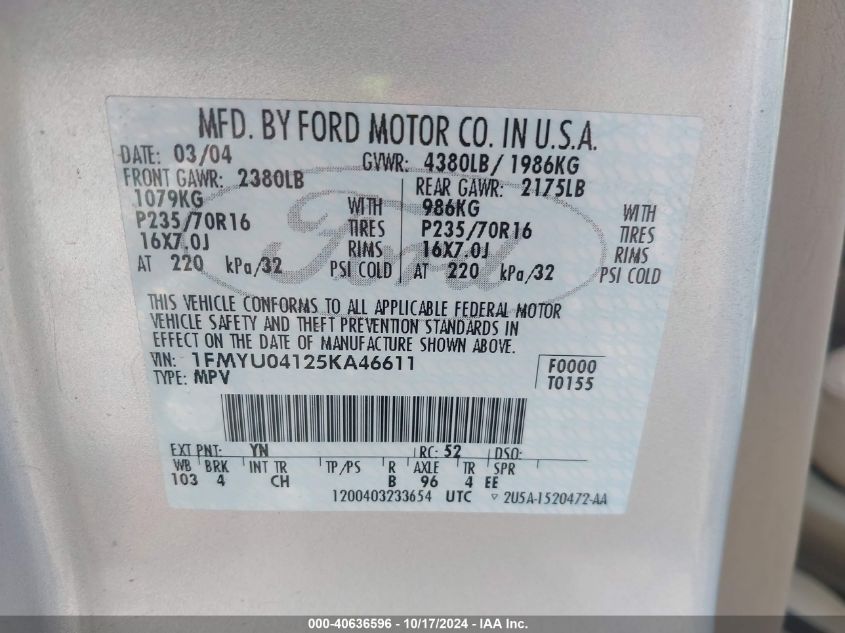 MFD. BY FORD MOTOR CO. IN U.S.A.
DATE: 03/04 GVWR: 4380LB/ 1986KG
FRONT GAWR: 2380LB REAR GAWR: 2175LB
1079KG WITH 986KG WITH
P235/70R16 TIRES P235/70R16 TIRES
16X7.0J RIMS 16X7.0J RIMS
AT 220 kPa/32 PSI COLD AT 220 kPa/32 PSI COLD
Ford
THIS VEHICLE CONFORMS TO ALL APPLICABLE FEDERAL MOTOR
VEHICLE SAFETY AND THEFT PREVENTION STANDARDS IN
EFFECT ON THE DATE OF MANUFACTURE SHOWN ABOVE.
VIN: 1FMYU04125KA46611 F0000
TYPE: MPV T0155
EXT PNT: YN RC: 52 DSO:
WB BRK INT TR TP/PS R AXLE TR SPR
103 4 CH B 96 4 EE
1200403233654 UTC ▽ 2U5A-1520472-AA
000-40636596 - 10/17/2024 - IAA Inc.